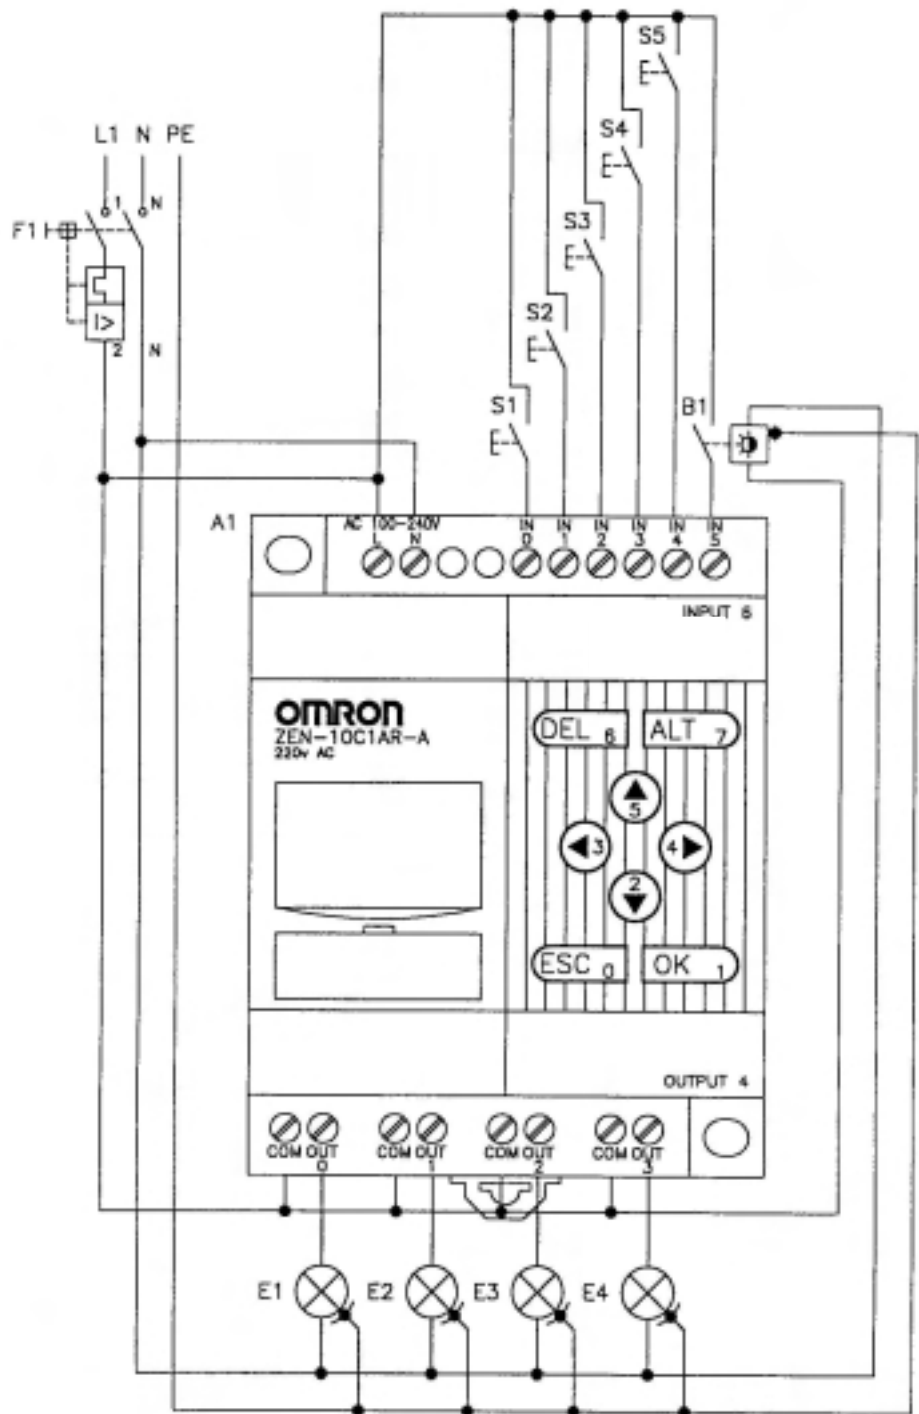 S5
L1 N PE
S4
1 N
F1
S3
I>
2 N
S2
S1
B1
A1
AC 100-240V
L N
IN 0 IN 1 IN 2 IN 3 IN 4 IN 5
INPUT 6
OMRON
ZEN-10C1AR-A
220v AC
DEL 6 ALT 7
5
3 4
2
ESC 0 OK 1
OUTPUT 4
COM OUT 0 COM OUT 1 COM OUT 2 COM OUT 3
E1 E2 E3 E4